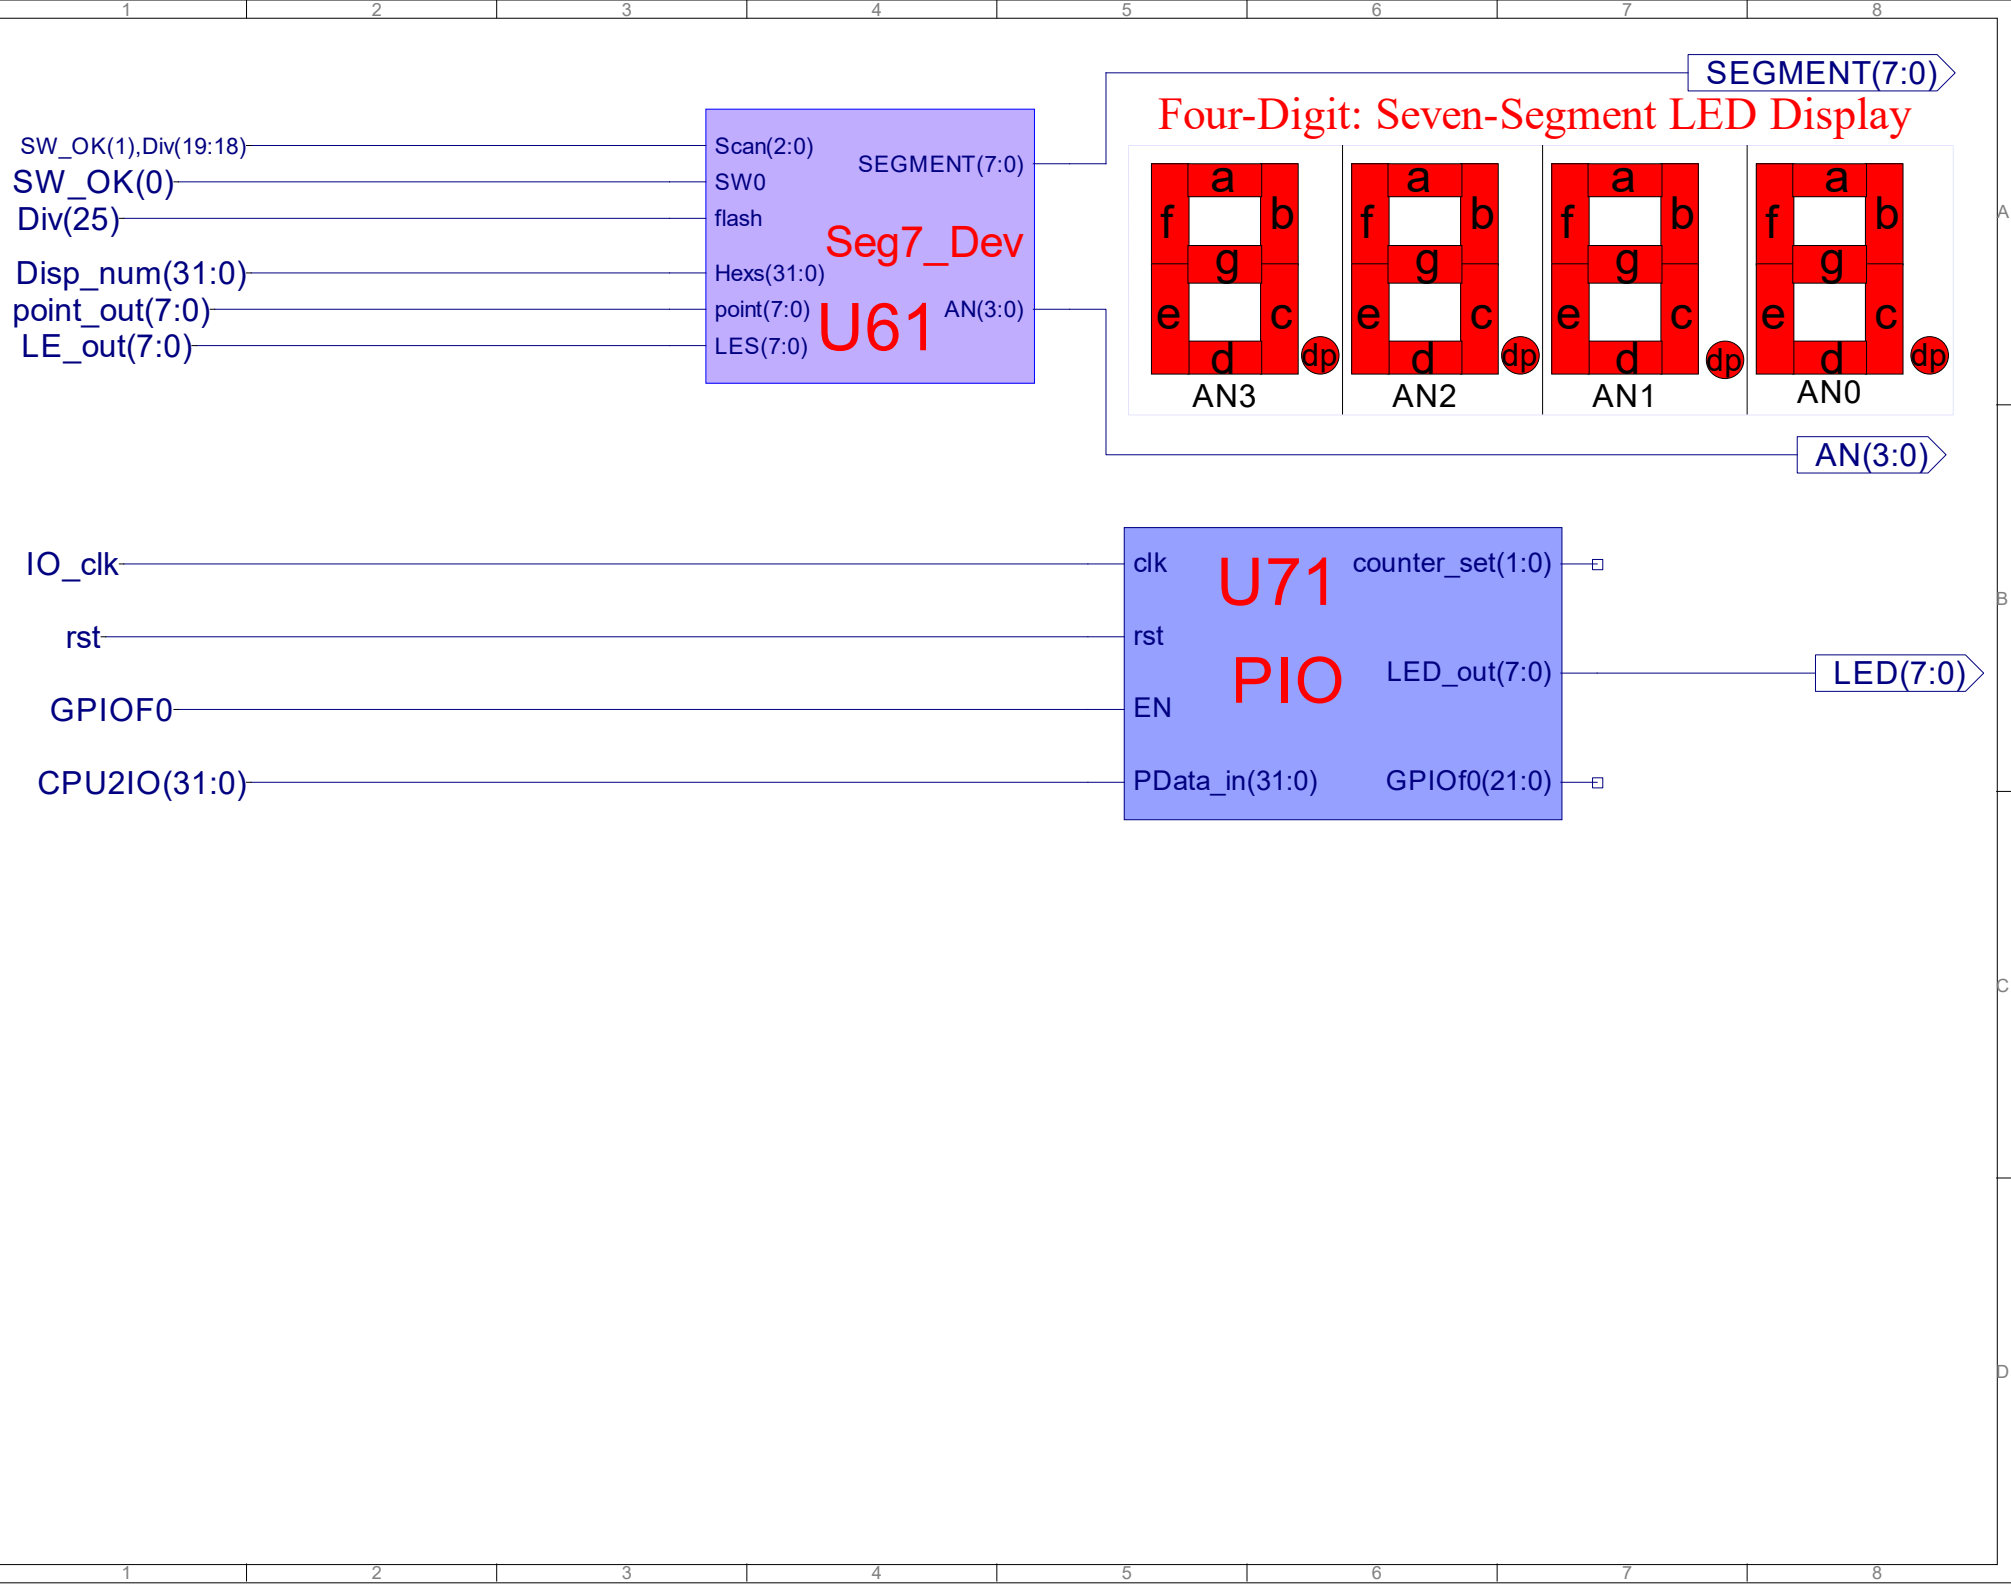 1 2 3 4 5 6 7 8
SEGMENT(7:0)
Four-Digit: Seven-Segment LED Display
SW_OK(1),Div(19:18)
SW_OK(0)
Div(25)
Disp_num(31:0)
point_out(7:0)
LE_out(7:0)
Scan(2:0)
SW0
flash
Hexs(31:0)
point(7:0)
LES(7:0)
SEGMENT(7:0)
Seg7_Dev
U61
AN(3:0)
a b c d e f g dp
AN3
a b c d e f g dp
AN2
a b c d e f g dp
AN1
a b c d e f g dp
AN0
A
AN(3:0)
IO_clk
rst
GPIOF0
CPU2IO(31:0)
clk
rst
EN
PData_in(31:0)
U71
PIO
counter_set(1:0)
LED_out(7:0)
GPIOf0(21:0)
LED(7:0)
B
C
D
1 2 3 4 5 6 7 8